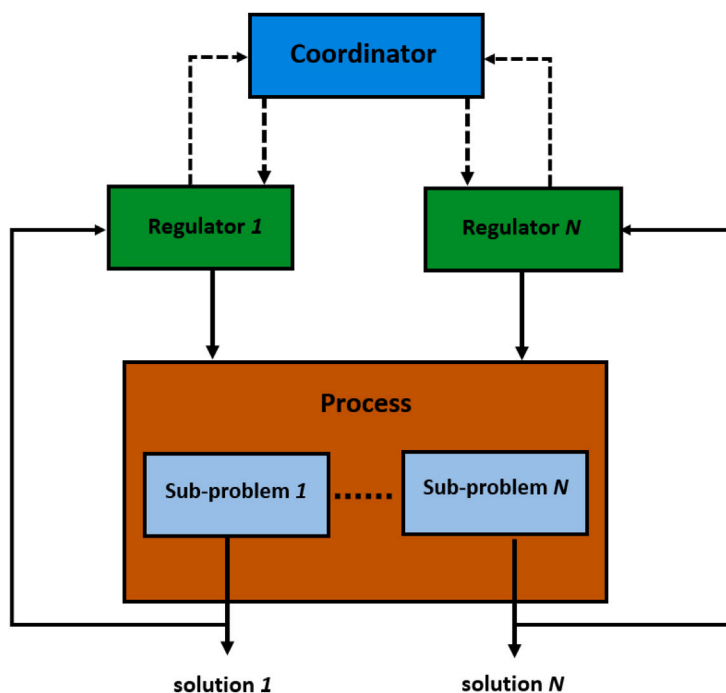 Coordinator
Regulator 1
Regulator N
Process
Sub-problem 1
......
Sub-problem N
solution 1
solution N